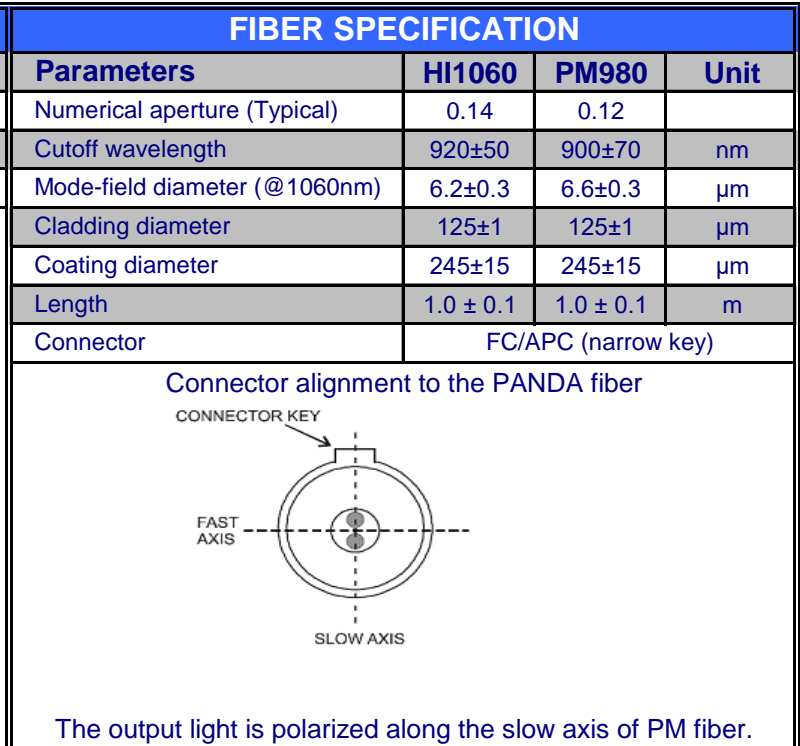 FIBER SPECIFICATION
Parameters HI1060 PM980 Unit
Numerical aperture (Typical) 0.14 0.12
Cutoff wavelength 920±50 900±70 nm
Mode-field diameter (@1060nm) 6.2±0.3 6.6±0.3 µm
Cladding diameter 125±1 125±1 µm
Coating diameter 245±15 245±15 µm
Length 1.0 ± 0.1 1.0 ± 0.1 m
Connector FC/APC (narrow key)
Connector alignment to the PANDA fiber
CONNECTOR KEY
FAST
AXIS
SLOW AXIS
The output light is polarized along the slow axis of PM fiber.